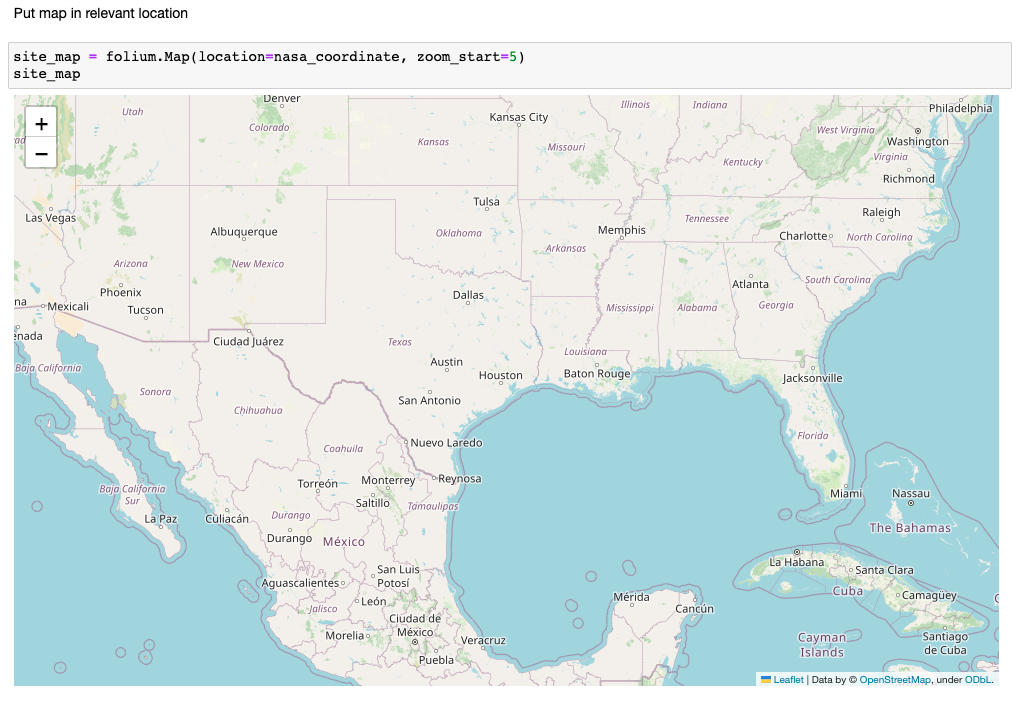 Put map in relevant location
site_map = folium.Map(location=nasa_coordinate, zoom_start=5)
site_map
+
−
Utah
Denver
Colorado
Kansas
Kansas City
Missouri
Illinois
Indiana
Philadelphia
West Virginia
Washington
Virginia
Kentucky
Richmond
Las Vegas
Albuquerque
Tulsa
Oklahoma
Memphis
Tennessee
Raleigh
Charlotte
North Carolina
Arkansas
Arizona
New Mexico
Phoenix
Dallas
Atlanta
South Carolina
na
Mexicali
Tucson
Mississippi
Alabama
Georgia
enada
Ciudad Juárez
Texas
Louisiana
Baja California
Austin
Houston
Baton Rouge
Jacksonville
Sonora
Chihuahua
San Antonio
Coahuila
Nuevo Laredo
Florida
Torreón
Monterrey
Reynosa
Baja California
Sur
Saltillo
Tamaulipas
Miami
Nassau
La Paz
Culiacán
Durango
Durango
México
The Bahamas
San Luis
Potosí
Aguascalientes
La Habana
Santa Clara
Cuba
Camagüey
C
Jalisco
León
Mérida
Cancún
Ciudad de
México
Morelia
Veracruz
Puebla
Cayman
Islands
Santiago
de Cuba
Leaflet | Data by © OpenStreetMap, under ODbL.